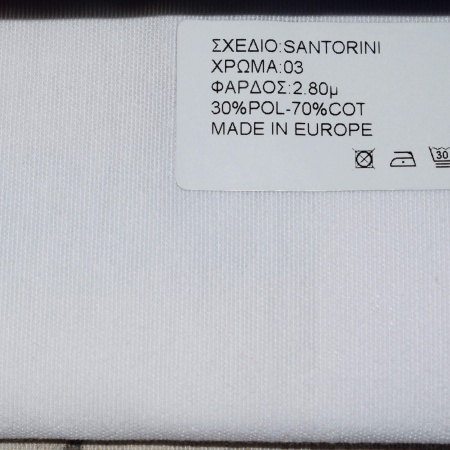 ΣΧΕΔΙΟ:SANTORINI
ΧΡΩΜΑ:03
ΦΑΡΔΟΣ:2.80μ
30%POL-70%COT
MADE IN EUROPE
30